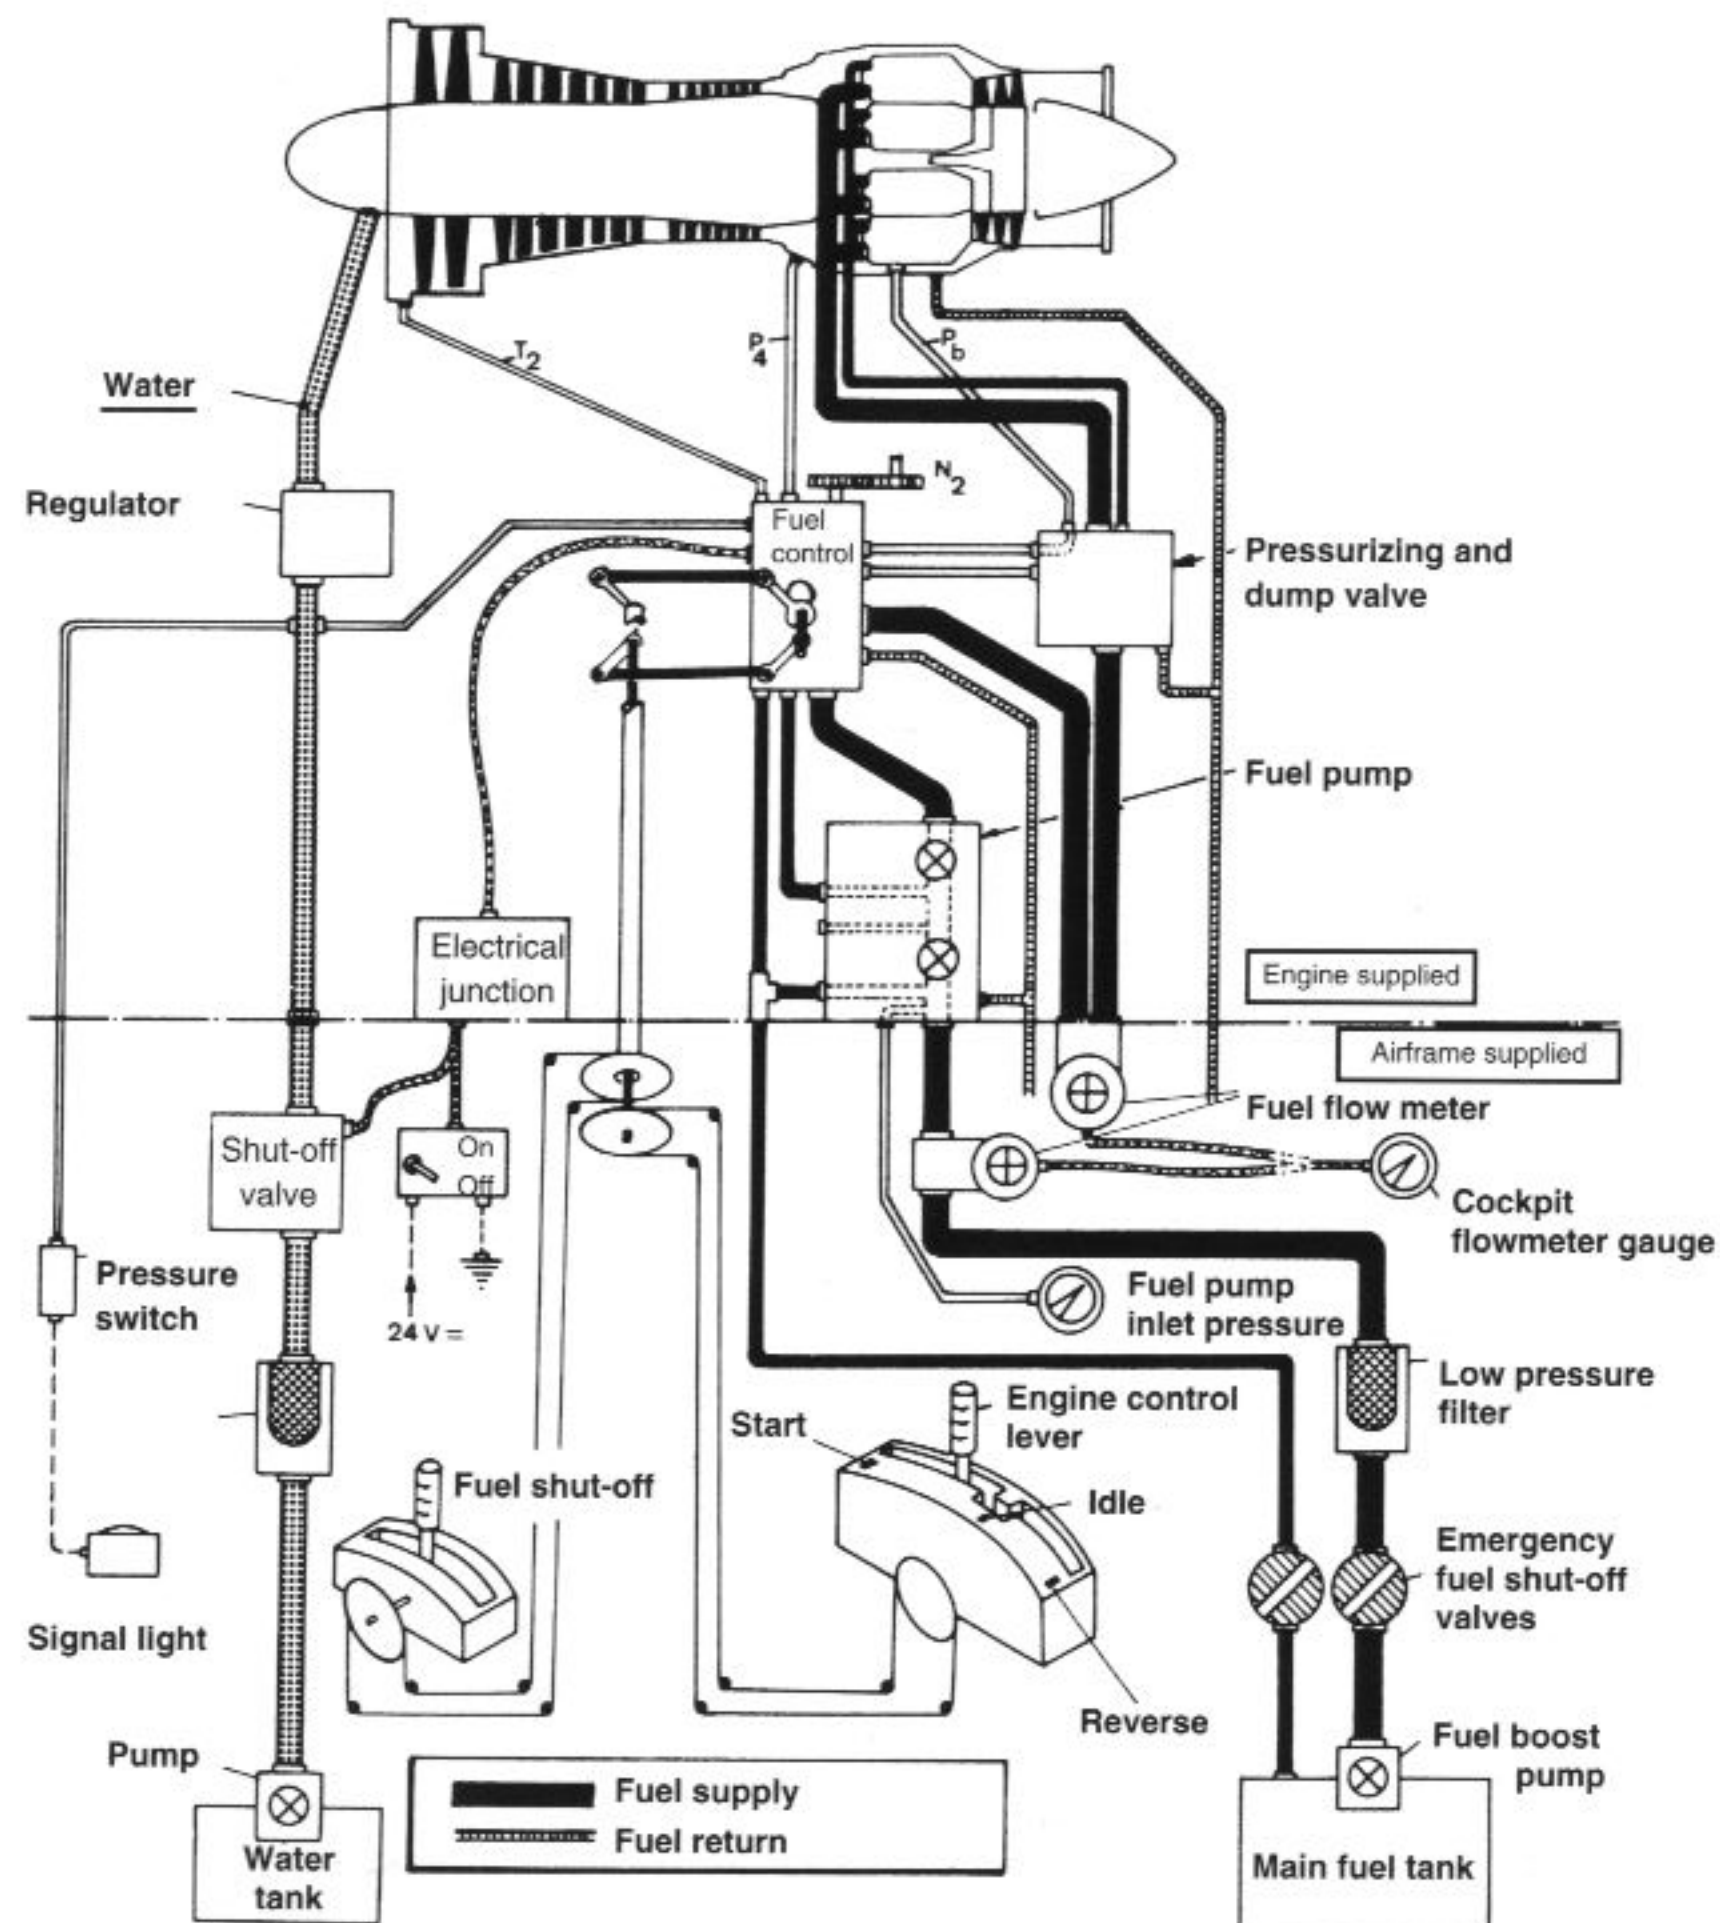 T2
P4
Pb
Water
N2
Regulator
Fuel
control
Pressurizing and
dump valve
Fuel pump
Electrical
junction
Engine supplied
Airframe supplied
Fuel flow meter
Shut-off
valve
On
Off
Cockpit
flowmeter gauge
Pressure
switch
24 V =
Fuel pump
inlet pressure
Low pressure
filter
Engine control
lever
Start
Fuel shut-off
Idle
Emergency
fuel shut-off
valves
Signal light
Reverse
Pump
Fuel boost
pump
Fuel supply
Fuel return
Water
tank
Main fuel tank